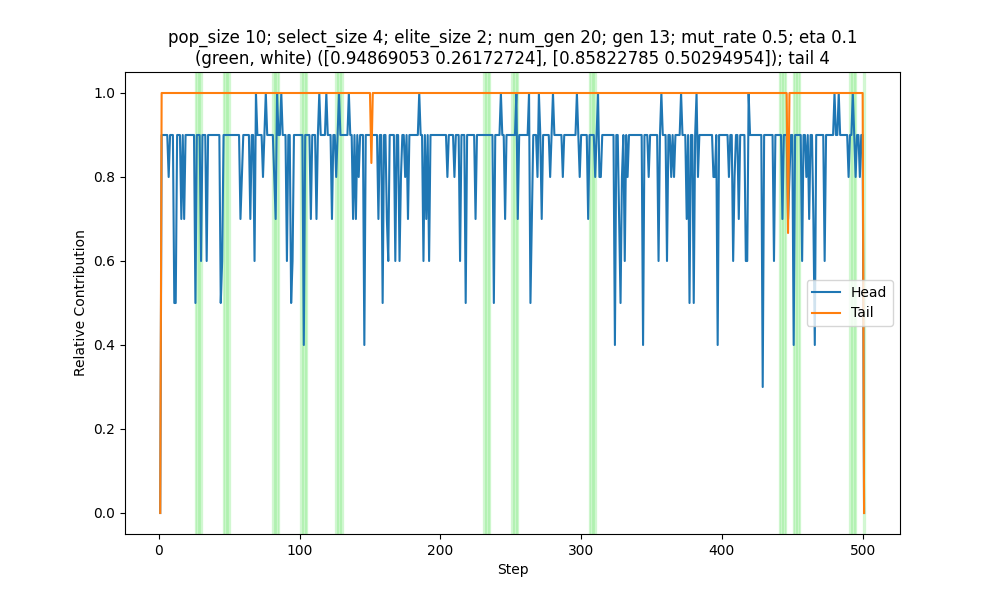 pop_size 10; select_size 4; elite_size 2; num_gen 20; gen 13; mut_rate 0.5; eta 0.1
(green, white) ([0.94869053 0.26172724], [0.85822785 0.50294954]); tail 4
1.0
0.8
0.6
0.4
0.2
0.0
Relative Contribution
Head
Tail
0
100
200
300
400
500
Step